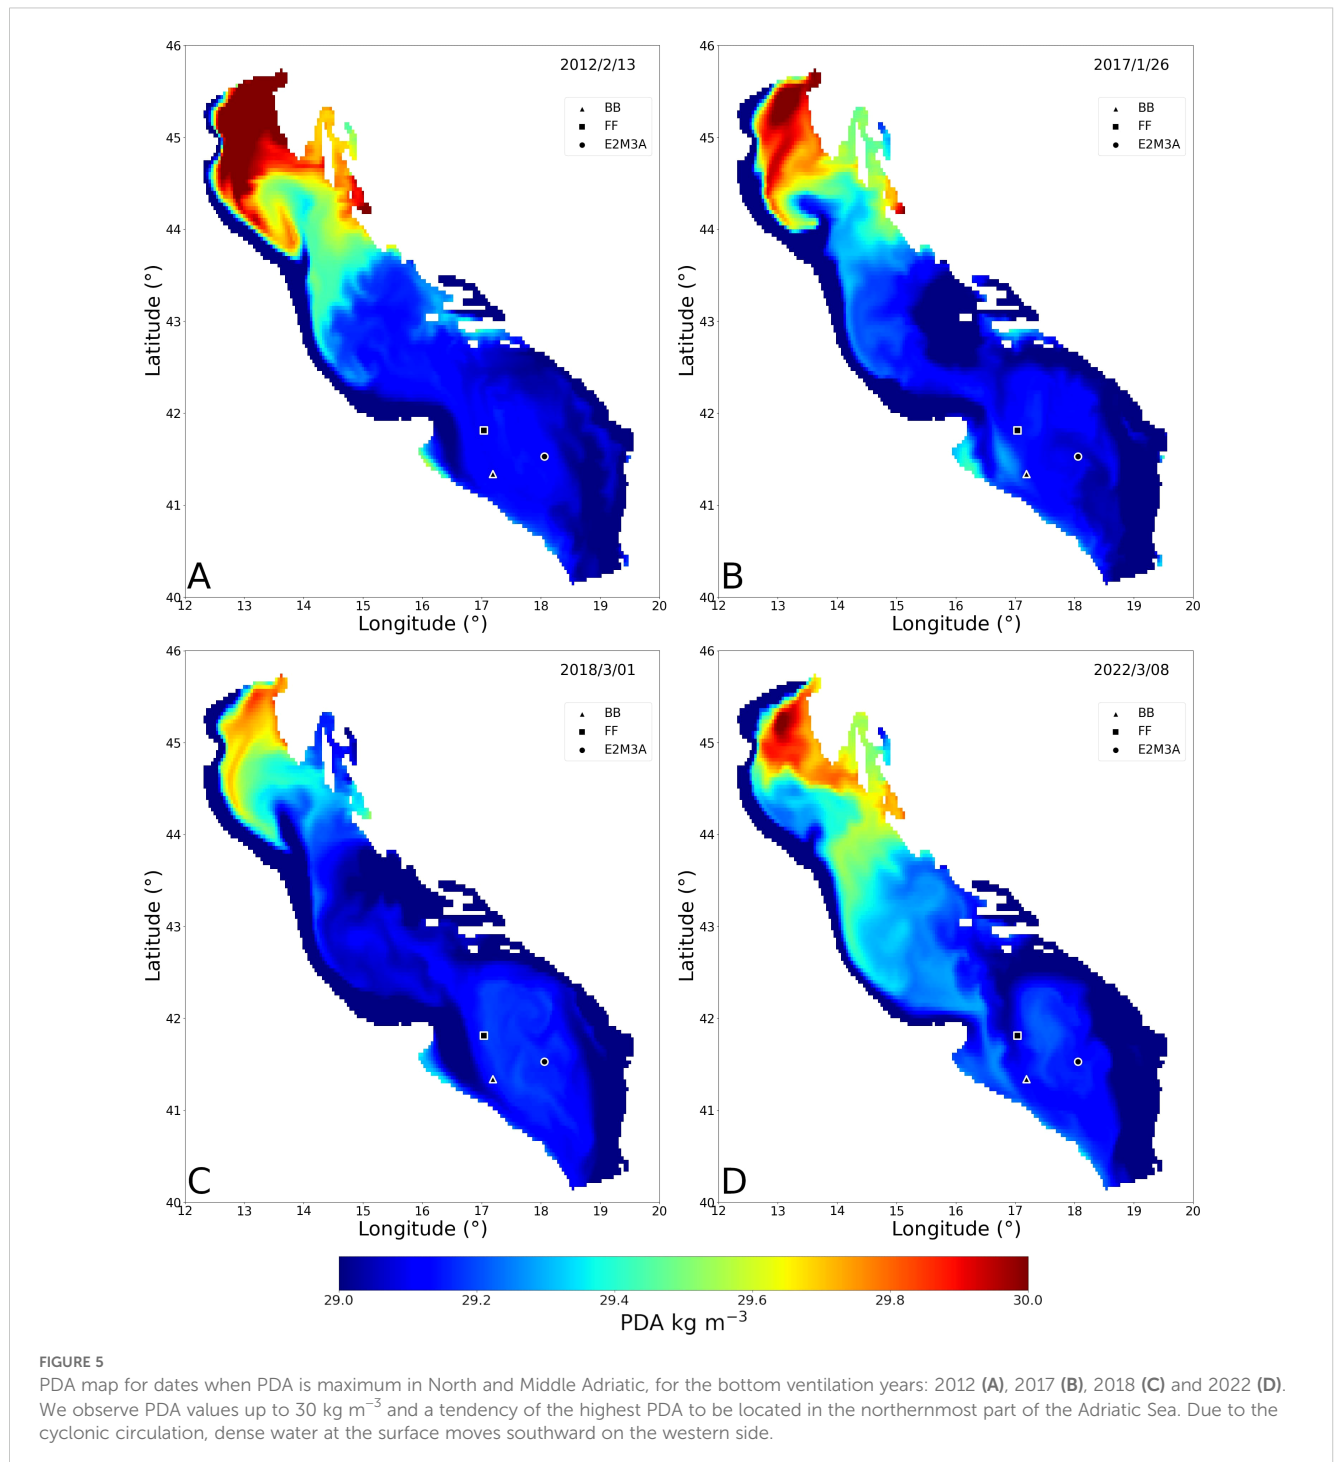 46
45
44
43
42
41
40
Latitude (°)
2012/2/13
BB
FF
E2M3A
A
12 13 14 15 16 17 18 19 20
Longitude (°)
46
45
44
43
42
41
40
Latitude (°)
2017/1/26
BB
FF
E2M3A
B
12 13 14 15 16 17 18 19 20
Longitude (°)
46
45
44
43
42
41
40
Latitude (°)
2018/3/01
BB
FF
E2M3A
C
12 13 14 15 16 17 18 19 20
Longitude (°)
46
45
44
43
42
41
40
Latitude (°)
2022/3/08
BB
FF
E2M3A
D
12 13 14 15 16 17 18 19 20
Longitude (°)
29.0 29.2 29.4 29.6 29.8 30.0
PDA kg m⁻³
FIGURE 5
PDA map for dates when PDA is maximum in North and Middle Adriatic, for the bottom ventilation years: 2012 (A), 2017 (B), 2018 (C) and 2022 (D).
We observe PDA values up to 30 kg m⁻³ and a tendency of the highest PDA to be located in the northernmost part of the Adriatic Sea. Due to the
cyclonic circulation, dense water at the surface moves southward on the western side.